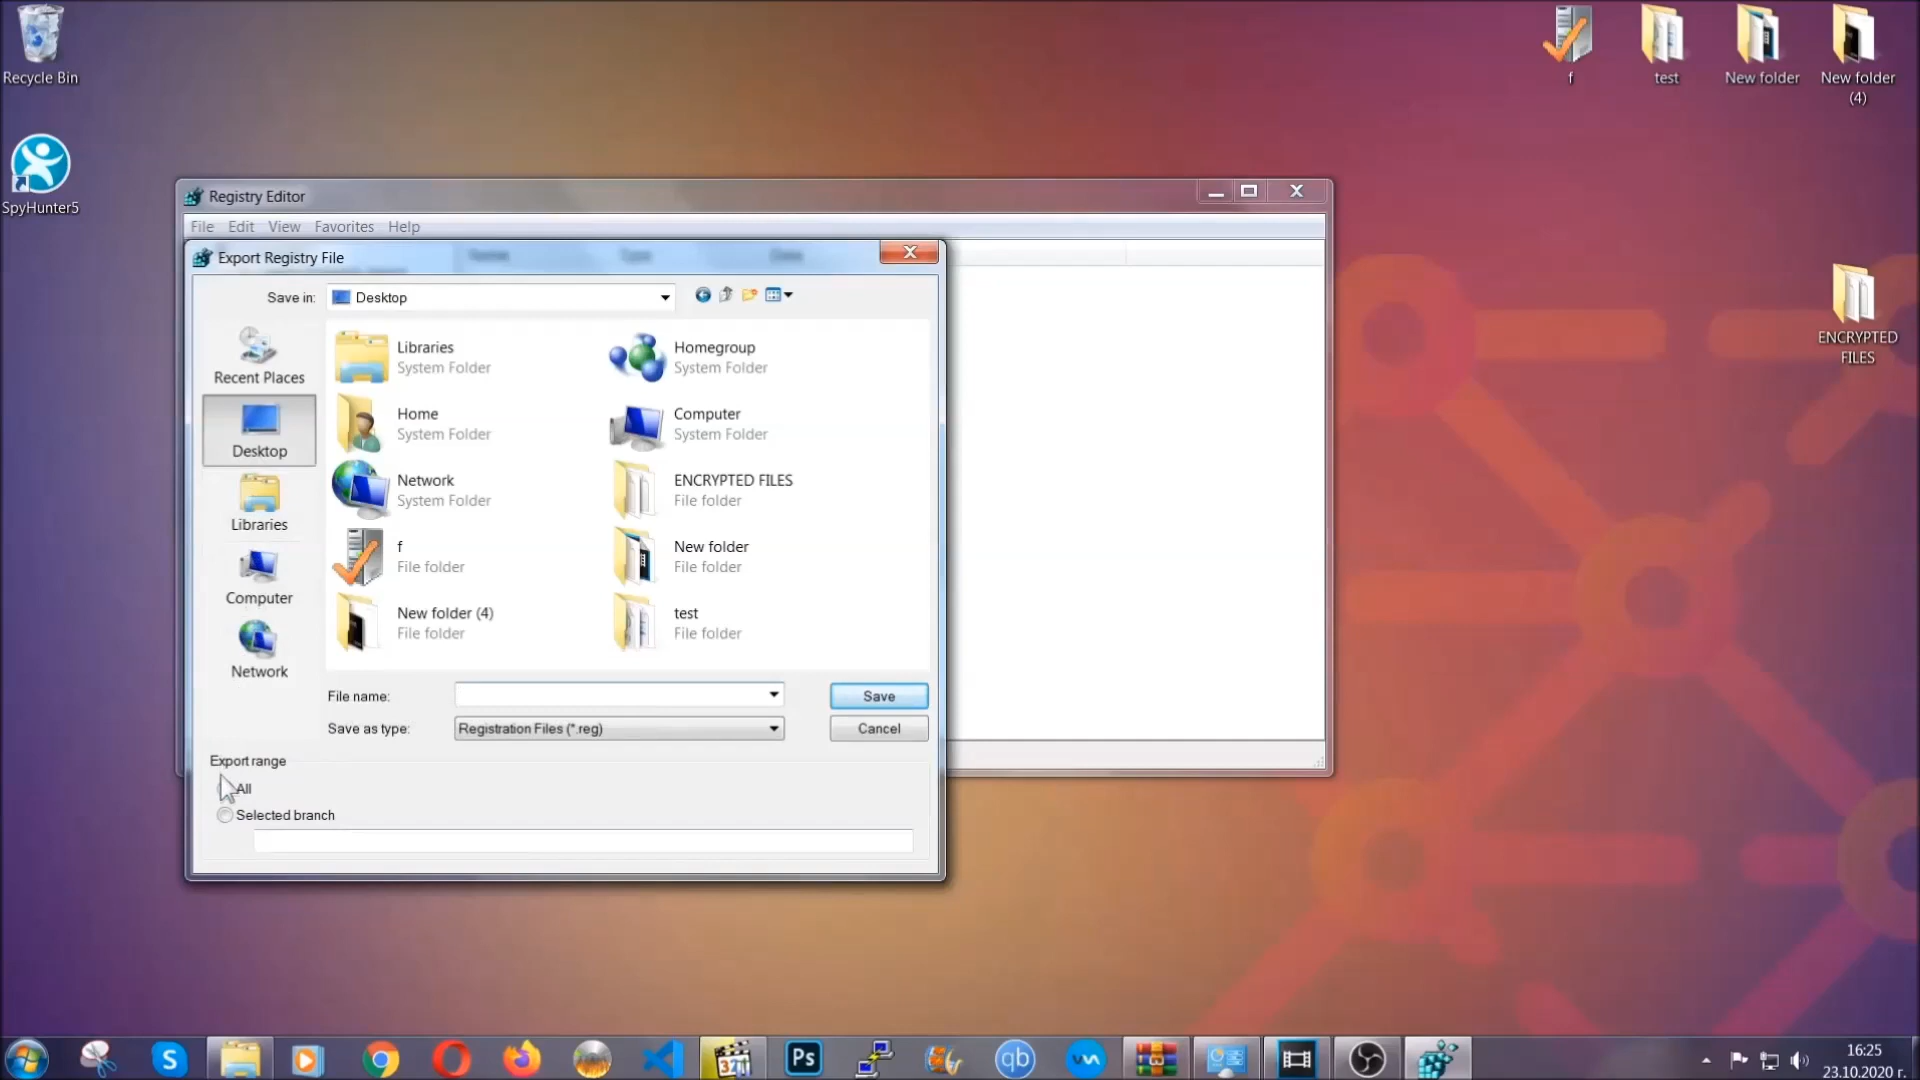 Recycle Bin
SpyHunter5
f
test
New folder
New folder
(4)
ENCRYPTED
FILES
Registry Editor
File Edit View Favorites Help
Export Registry File
Save in:
Desktop
Recent Places
Desktop
Libraries
Computer
Network
Libraries
System Folder
Homegroup
System Folder
Home
System Folder
Computer
System Folder
Network
System Folder
ENCRYPTED FILES
File folder
f
File folder
New folder
File folder
New folder (4)
File folder
test
File folder
File name:
Save
Save as type:
Registration Files (*.reg)
Cancel
Export range
All
Selected branch
S
321
Ps
qb
16:25
23.10.2020 г.